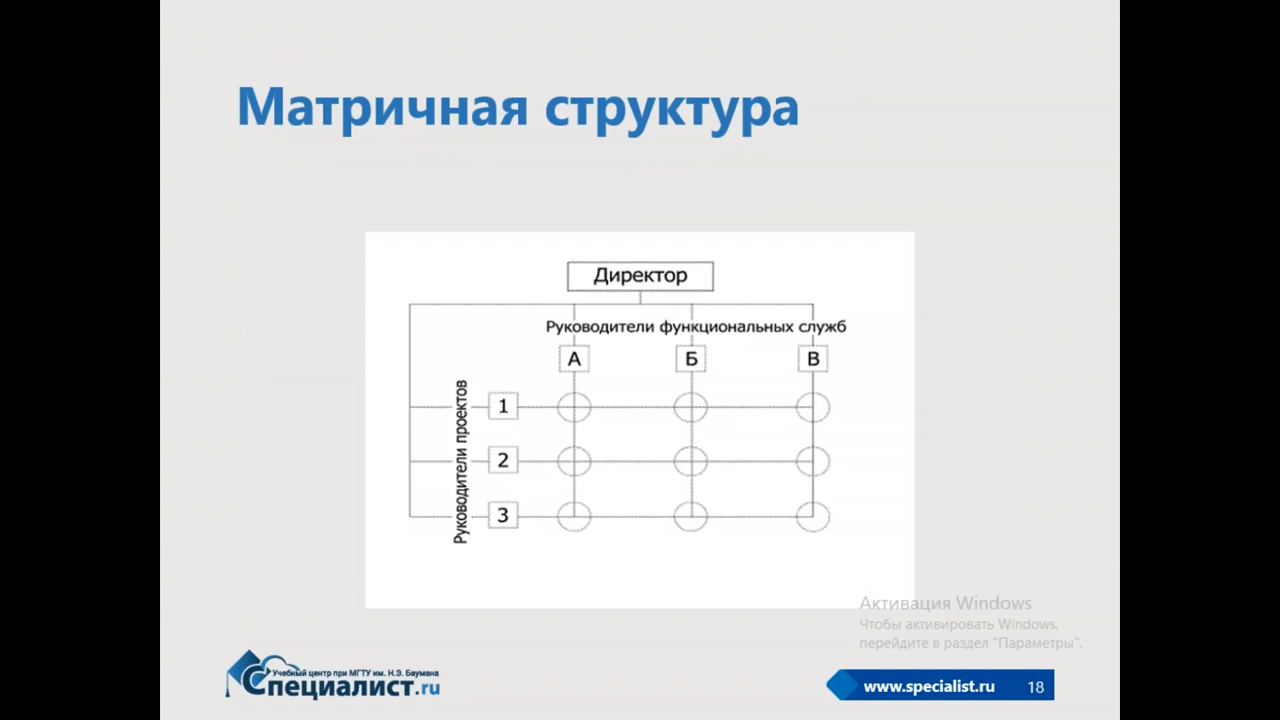 Матричная структура
Директор
Руководители функциональных служб
А Б В
Руководители проектов
1
2
3
Активация Windows
Чтобы активировать Windows,
перейдите в раздел "Параметры".
Учебный центр при МГТУ им. Н.Э. Баумана
Специалист.ru
www.specialist.ru 18